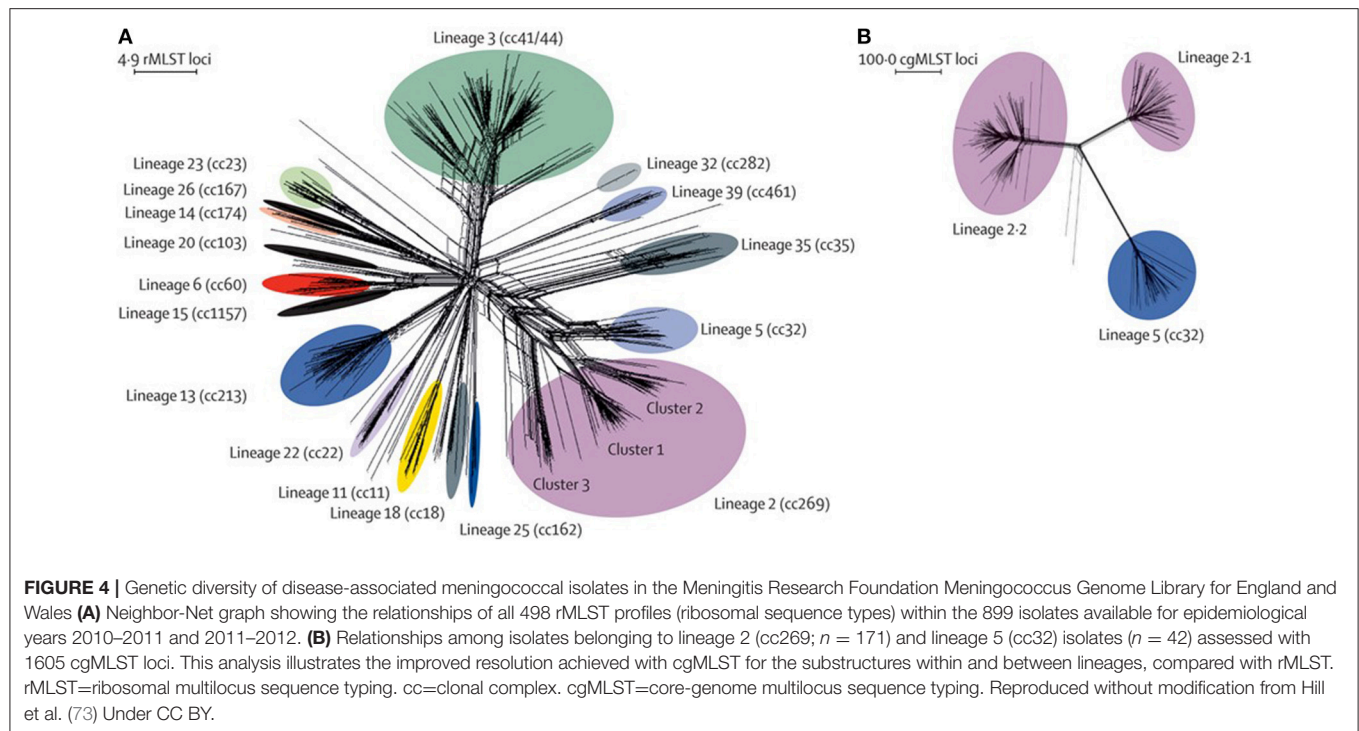 A
4·9 rMLST loci
Lineage 3 (cc41/44)
Lineage 23 (cc23)
Lineage 26 (cc167)
Lineage 14 (cc174)
Lineage 20 (cc103)
Lineage 6 (cc60)
Lineage 15 (cc1157)
Lineage 13 (cc213)
Lineage 22 (cc22)
Lineage 11 (cc11)
Lineage 18 (cc18)
Lineage 25 (cc162)
Lineage 32 (cc282)
Lineage 39 (cc461)
Lineage 35 (cc35)
Lineage 5 (cc32)
Cluster 2
Cluster 1
Cluster 3
Lineage 2 (cc269)
B
100·0 cgMLST loci
Lineage 2·1
Lineage 2·2
Lineage 5 (cc32)
FIGURE 4 | Genetic diversity of disease-associated meningococcal isolates in the Meningitis Research Foundation Meningococcus Genome Library for England and
Wales (A) Neighbor-Net graph showing the relationships of all 498 rMLST profiles (ribosomal sequence types) within the 899 isolates available for epidemiological
years 2010–2011 and 2011–2012. (B) Relationships among isolates belonging to lineage 2 (cc269; n = 171) and lineage 5 (cc32) isolates (n = 42) assessed with
1605 cgMLST loci. This analysis illustrates the improved resolution achieved with cgMLST for the substructures within and between lineages, compared with rMLST.
rMLST=ribosomal multilocus sequence typing. cc=clonal complex. cgMLST=core-genome multilocus sequence typing. Reproduced without modification from Hill
et al. (73) Under CC BY.